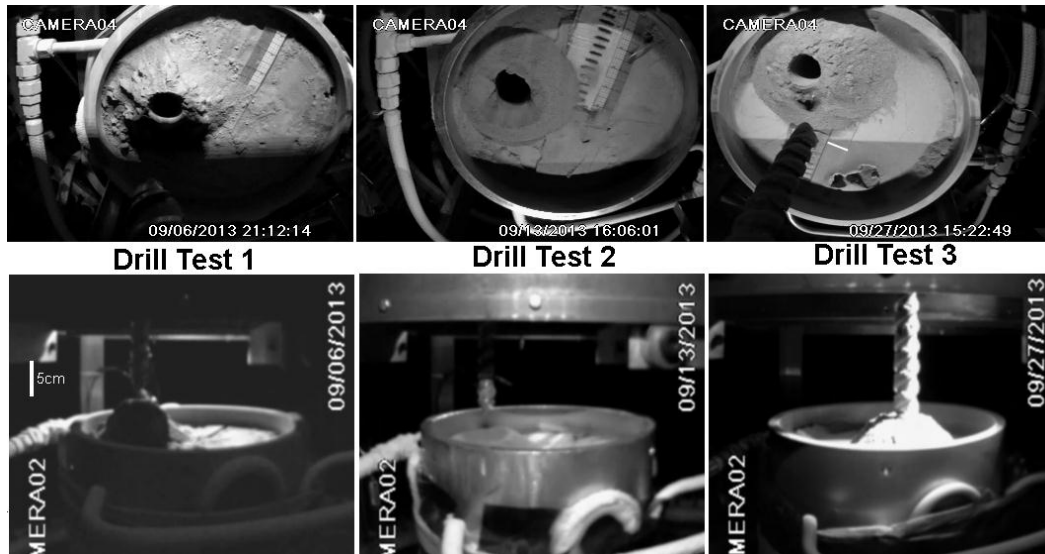 CAMERA04
09/06/2013 21:12:14
CAMERA04
09/13/2013 16:06:01
CAMERA04
09/27/2013 15:22:49
Drill Test 1
Drill Test 2
Drill Test 3
5cm
09/06/2013
MERA02
09/13/2013
MERA02
09/27/2013
MERA02